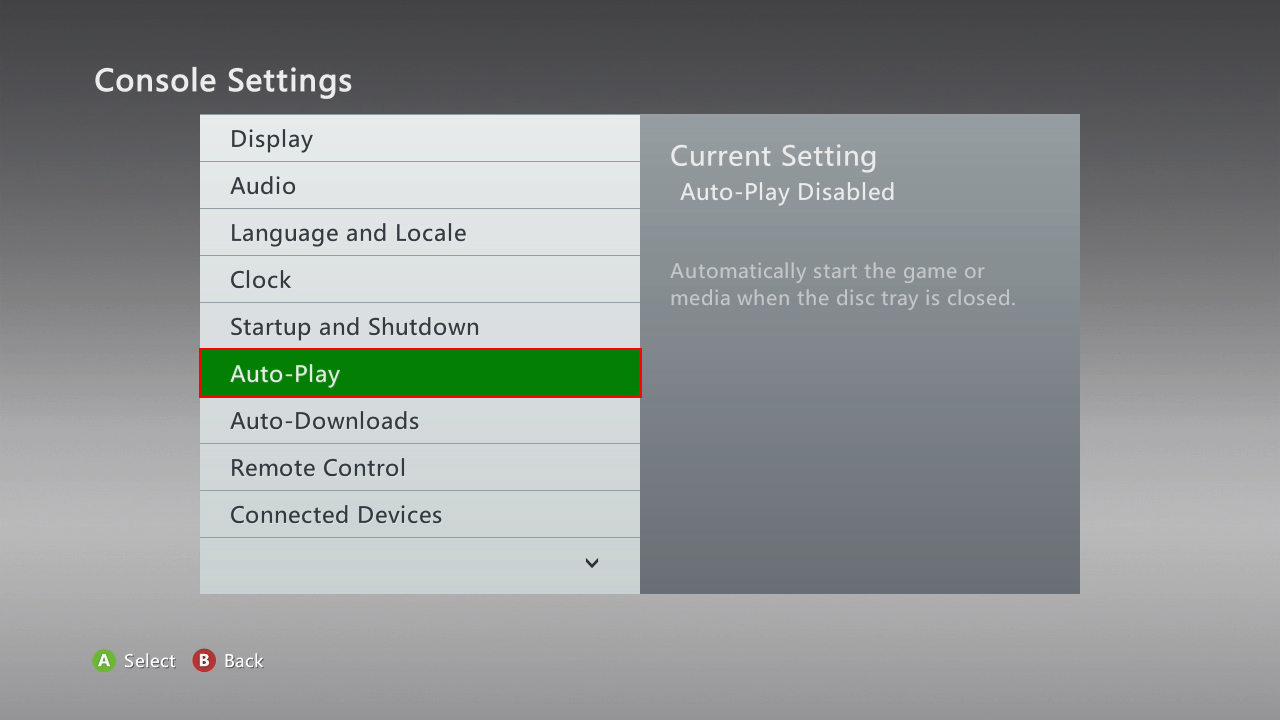 Console Settings
Display
Audio
Language and Locale
Clock
Startup and Shutdown
Auto-Play
Auto-Downloads
Remote Control
Connected Devices
Current Setting
Auto-Play Disabled
Automatically start the game or
media when the disc tray is closed.
A Select B Back